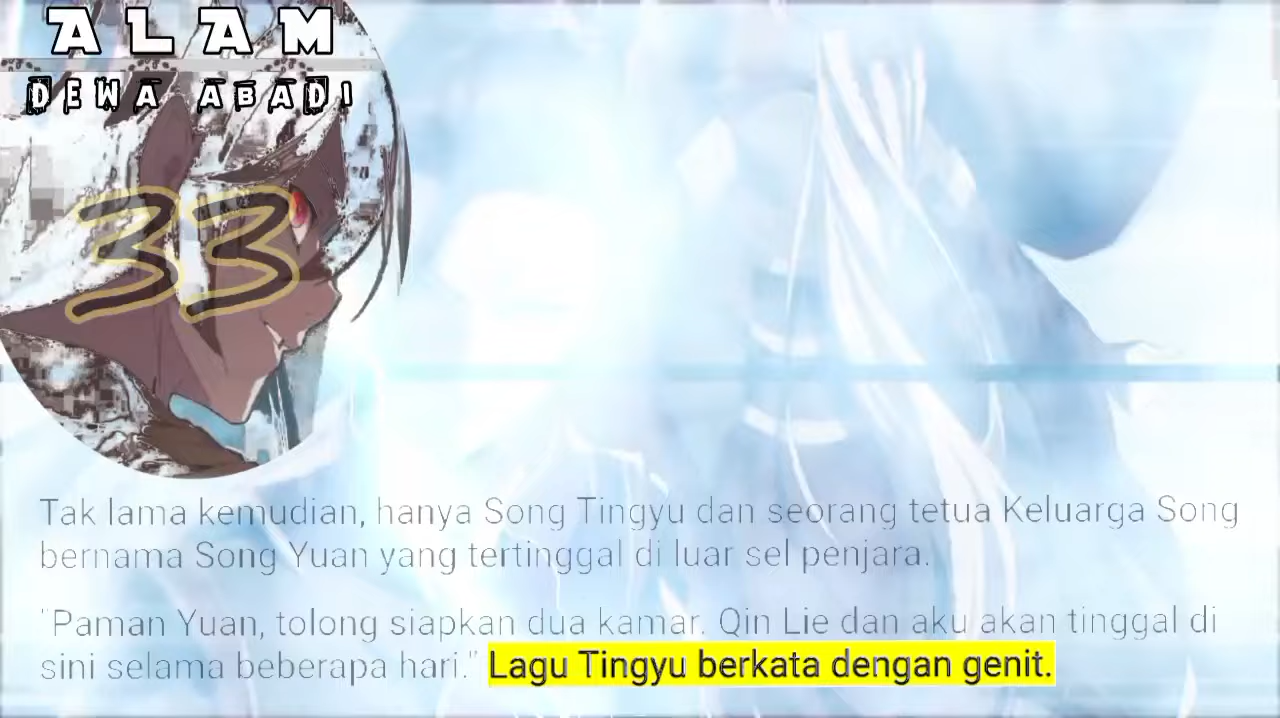 ALAM
DEWA ABADI
33
Tak lama kemudian, hanya Song Tingyu dan seorang tetua Keluarga Song
bernama Song Yuan yang tertinggal di luar sel penjara.
"Paman Yuan, tolong siapkan dua kamar. Qin Lie dan aku akan tinggal di
sini selama beberapa hari." Lagu Tingyu berkata dengan genit.